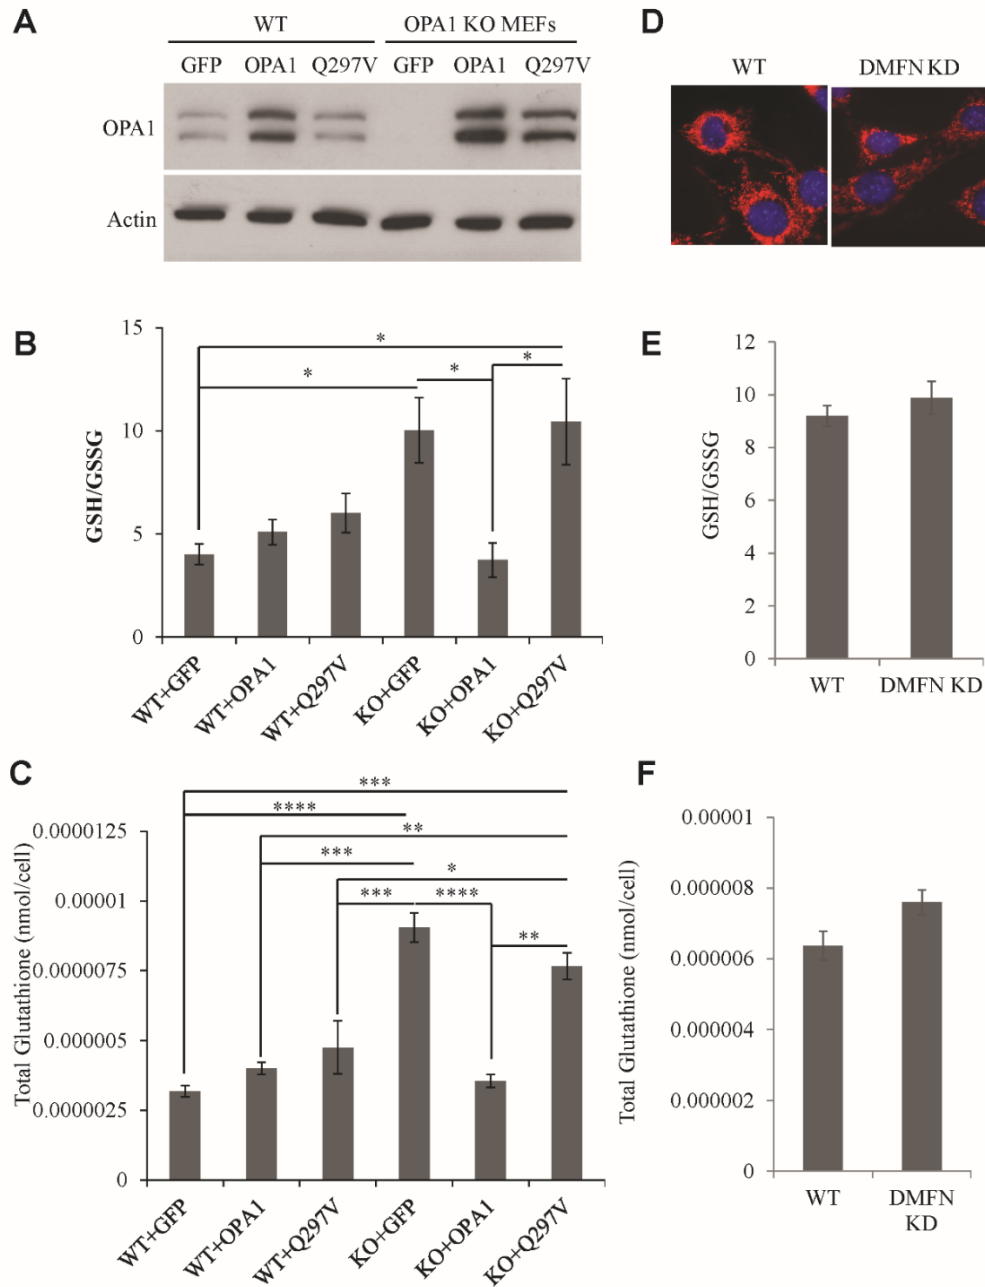 A
WT
OPA1 KO MEFs
GFP OPA1 Q297V GFP OPA1 Q297V
OPA1
Actin
D
WT
DMFN KD
B
15
10
5
0
GSH/GSSG
*
*
*
*
WT+GFP
WT+OPA1
WT+Q297V
KO+GFP
KO+OPA1
KO+Q297V
E
12
10
8
6
4
2
0
GSH/GSSG
WT
DMFN KD
C
0.0000125
0.00001
0.0000075
0.000005
0.0000025
0
Total Glutathione (nmol/cell)
***
****
**
***
*
***
****
**
WT+GFP
WT+OPA1
WT+Q297V
KO+GFP
KO+OPA1
KO+Q297V
F
0.00001
0.000008
0.000006
0.000004
0.000002
0
Total Glutathione (nmol/cell)
WT
DMFN
KD